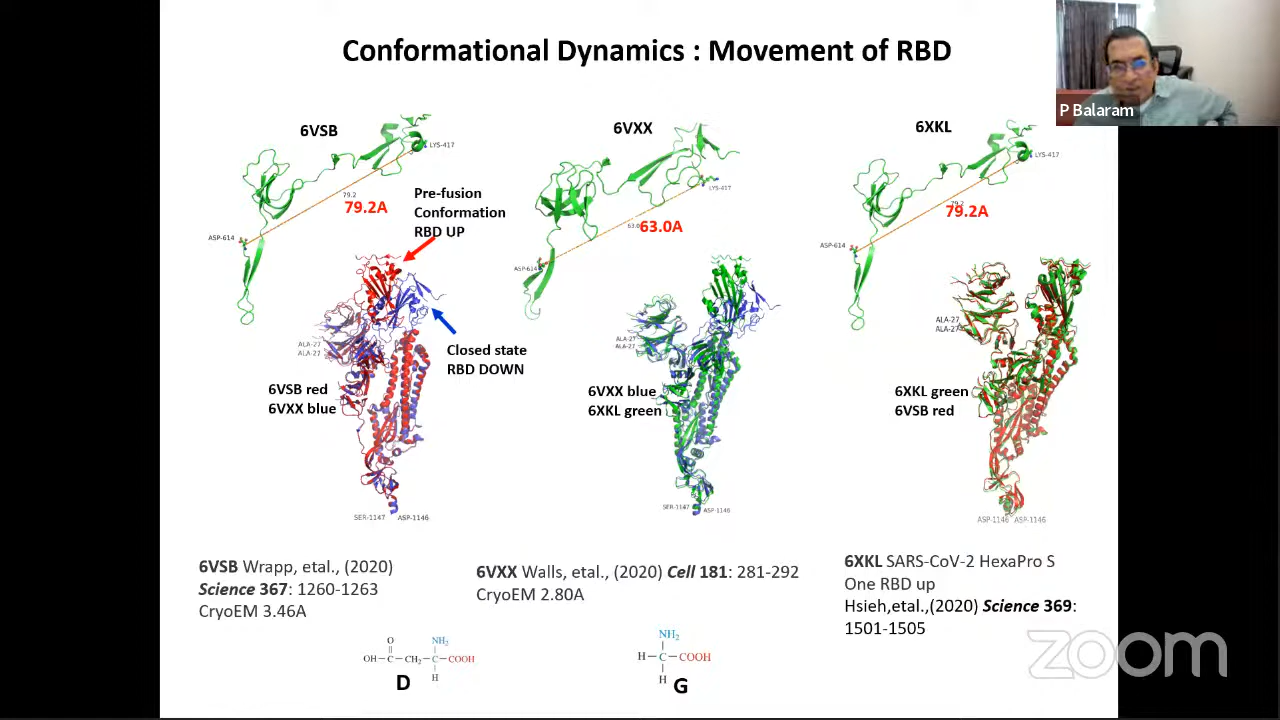 Conformational Dynamics : Movement of RBD
P Balaram
6VSB
LYS-417
79.2
79.2A
ASP-614
Pre-fusion
Conformation
RBD UP
ALA-27
ALA-27
Closed state
RBD DOWN
6VSB red
6VXX blue
SER-1147 ASP-1146
6VXX
LYS-417
63.0
63.0A
ASP-614
ALA-27
ALA-27
6VXX blue
6XKL green
SER-1147 ASP-1146
6XKL
LYS-417
79.2
79.2A
ASP-614
ALA-27
ALA-27
6XKL green
6VSB red
ASP-1146 ASP-1146
6VSB Wrapp, etal., (2020)
Science 367: 1260-1263
CryoEM 3.46A
6VXX Walls, etal., (2020) Cell 181: 281-292
CryoEM 2.80A
6XKL SARS-CoV-2 HexaPro S
One RBD up
Hsieh,etal.,(2020) Science 369:
1501-1505
O NH2
OH C CH2 C COOH
H
D
NH2
H C COOH
H
G
zoom